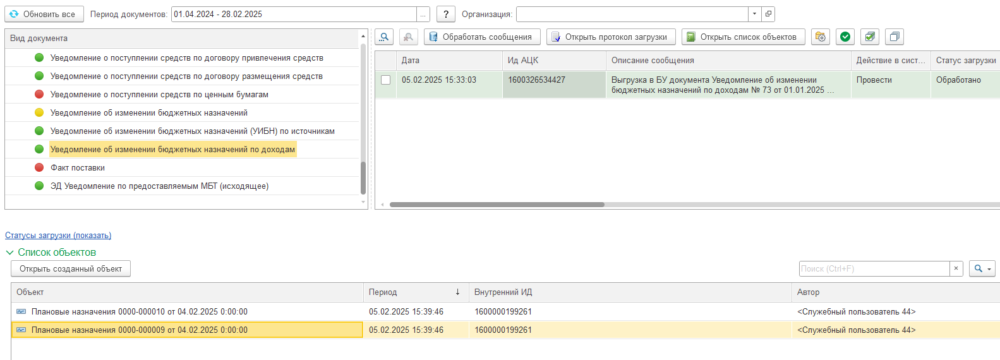 Обновить все
Период документов:
01.04.2024 - 28.02.2025
...
?
Организация:
Вид документа
Уведомление о поступлении средств по договору привлечения средств
Уведомление о поступлении средств по договору размещения средств
Уведомление о поступлении средств по ценным бумагам
Уведомление об изменении бюджетных назначений
Уведомление об изменении бюджетных назначений (УИБН) по источникам
Уведомление об изменении бюджетных назначений по доходам
Факт поставки
ЭД Уведомление по предоставляемым МБТ (исходящее)
Обработать сообщения
Открыть протокол загрузки
Открыть список объектов
Дата
Ид АЦК
Описание сообщения
Действие в сист...
Статус загрузки
05.02.2025 15:33:03
1600326534427
Выгрузка в БУ документа Уведомление об изменении
бюджетных назначений по доходам № 73 от 01.01.2025 ...
Провести
Обработано
Статусы загрузки (показать)
Список объектов
Открыть созданный объект
Поиск (Ctrl+F)
×
Объект
Период
↓
Внутренний ИД
Автор
Плановые назначения 0000-000010 от 04.02.2025 0:00:00
05.02.2025 15:39:46
1600000199261
<Служебный пользователь 44>
Плановые назначения 0000-000009 от 04.02.2025 0:00:00
05.02.2025 15:39:46
1600000199261
<Служебный пользователь 44>